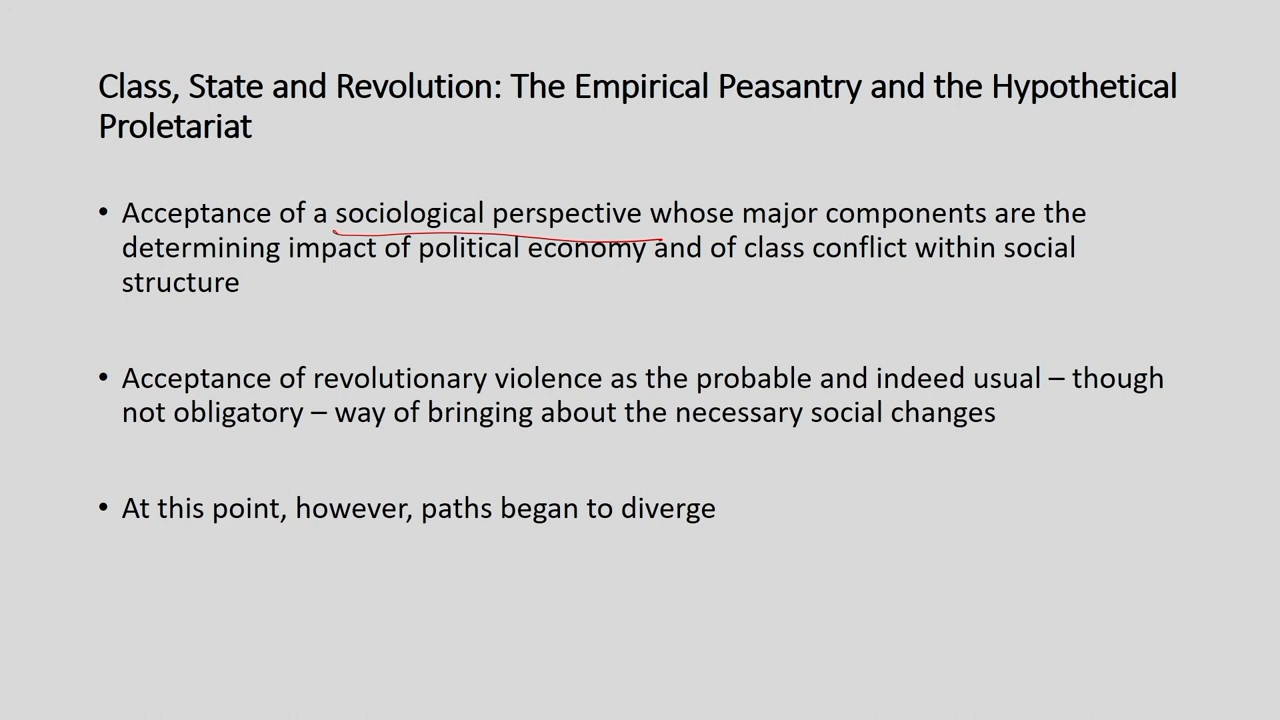 Class, State and Revolution: The Empirical Peasantry and the Hypothetical
Proletariat
• Acceptance of a sociological perspective whose major components are the
determining impact of political economy and of class conflict within social
structure
• Acceptance of revolutionary violence as the probable and indeed usual – though
not obligatory – way of bringing about the necessary social changes
• At this point, however, paths began to diverge